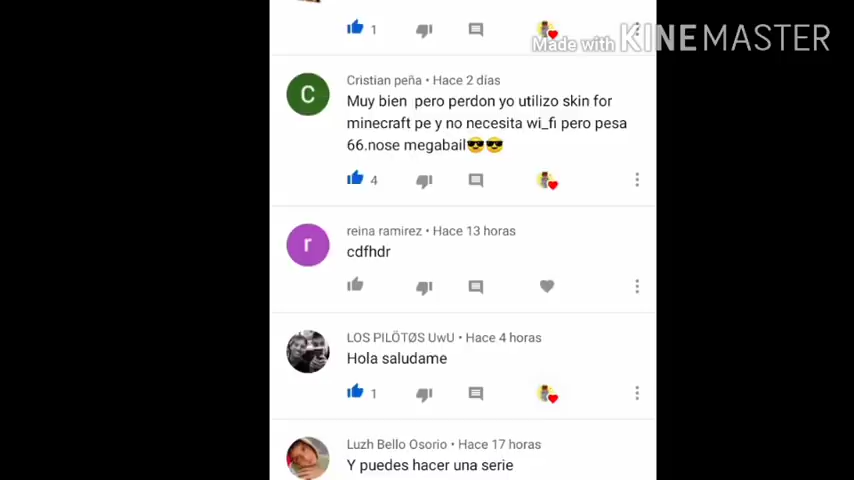 1
Made with KINEMASTER
Cristian peña • Hace 2 días
Muy bien pero perdon yo utilizo skin for
minecraft pe y no necesita wi_fi pero pesa
66.nose megabail😎😎
4
r
reina ramirez • Hace 13 horas
cdfhdr
LOS PILÖTØS UwU • Hace 4 horas
Hola saludame
1
Luzh Bello Osorio • Hace 17 horas
Y puedes hacer una serie
C